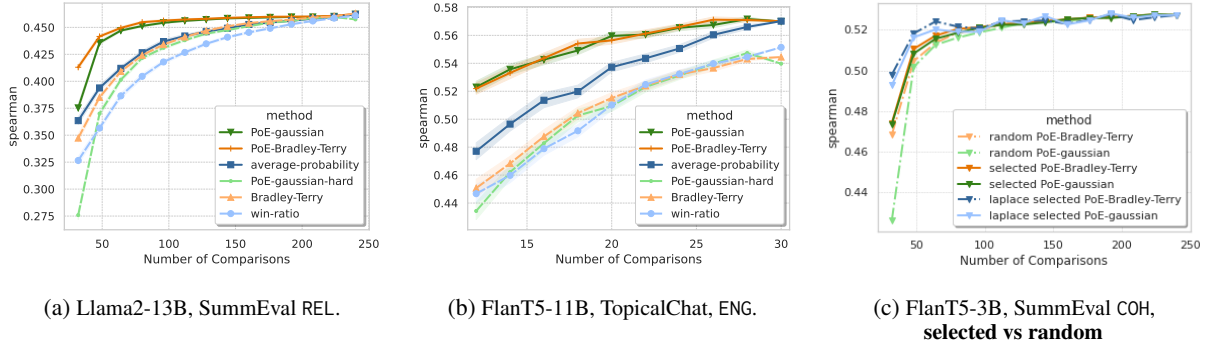 0.450
0.425
0.400
0.375
0.350
0.325
0.300
0.275
spearman
50
100
150
200
250
Number of Comparisons
method
PoE-gaussian
PoE-Bradley-Terry
average-probability
PoE-gaussian-hard
Bradley-Terry
win-ratio
(a) Llama2-13B, SummEval REL.
0.58
0.56
0.54
0.52
0.50
0.48
0.46
0.44
spearman
15
20
25
30
Number of Comparisons
method
PoE-gaussian
PoE-Bradley-Terry
average-probability
PoE-gaussian-hard
Bradley-Terry
win-ratio
(b) FlanT5-11B, TopicalChat, ENG.
0.52
0.50
0.48
0.46
0.44
spearman
50
100
150
200
250
Number of Comparisons
method
random PoE-Bradley-Terry
random PoE-gaussian
selected PoE-Bradley-Terry
selected PoE-gaussian
laplace selected PoE-Bradley-Terry
laplace selected PoE-gaussian
(c) FlanT5-3B, SummEval COH,
selected vs random